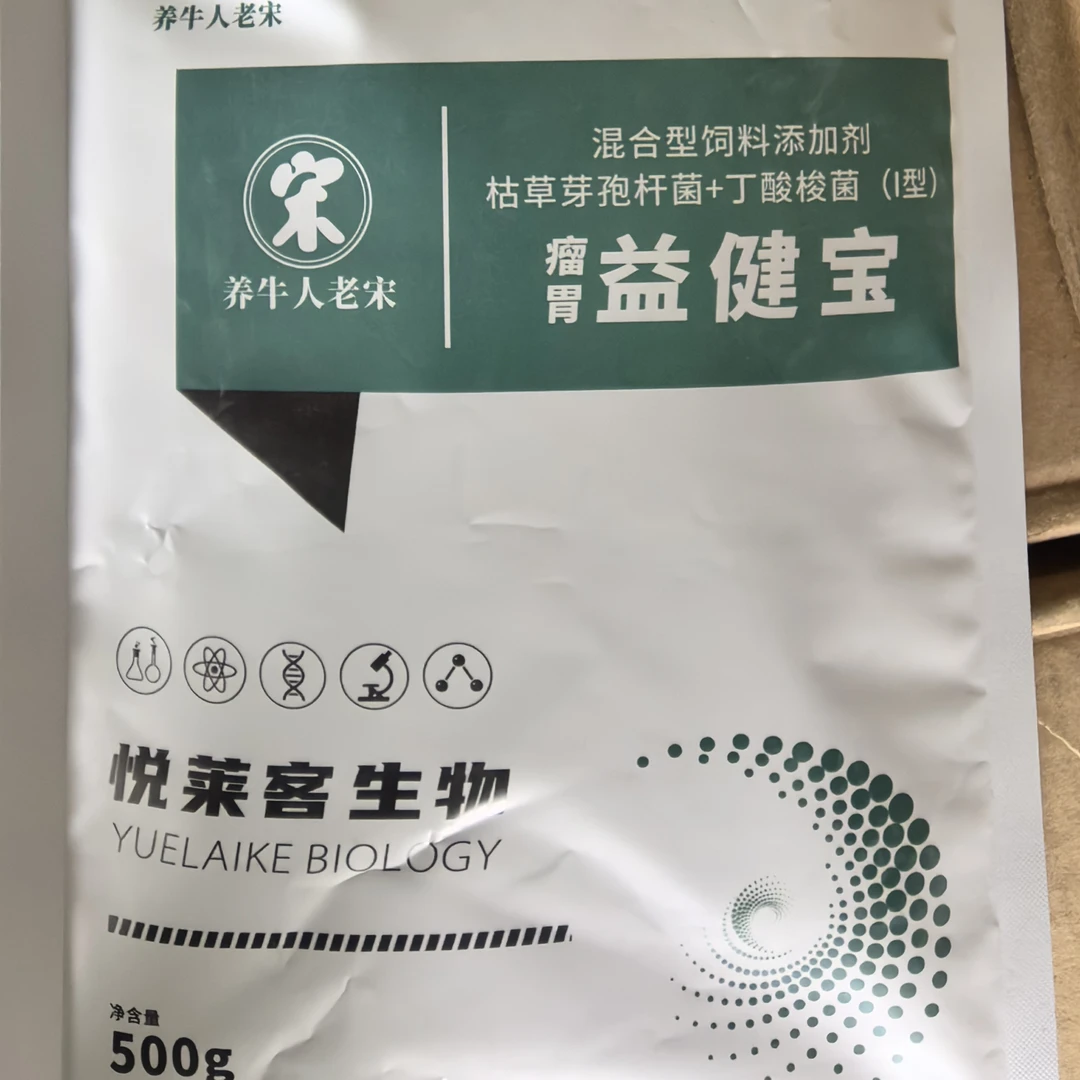 养牛人老宋
宋
养牛人老宋
混合型饲料添加剂
枯草芽孢杆菌+丁酸梭菌（I型）
瘤胃
益健宝
悦莱客生物
YUELAIKE BIOLOGY
净含量
500g